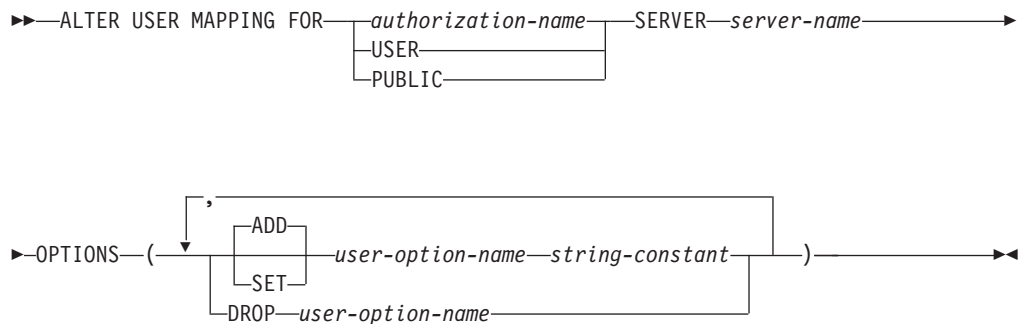 ALTER USER MAPPING FOR authorization-name SERVER server-name
USER
PUBLIC
,
ADD
OPTIONS ( user-option-name string-constant )
SET
DROP user-option-name